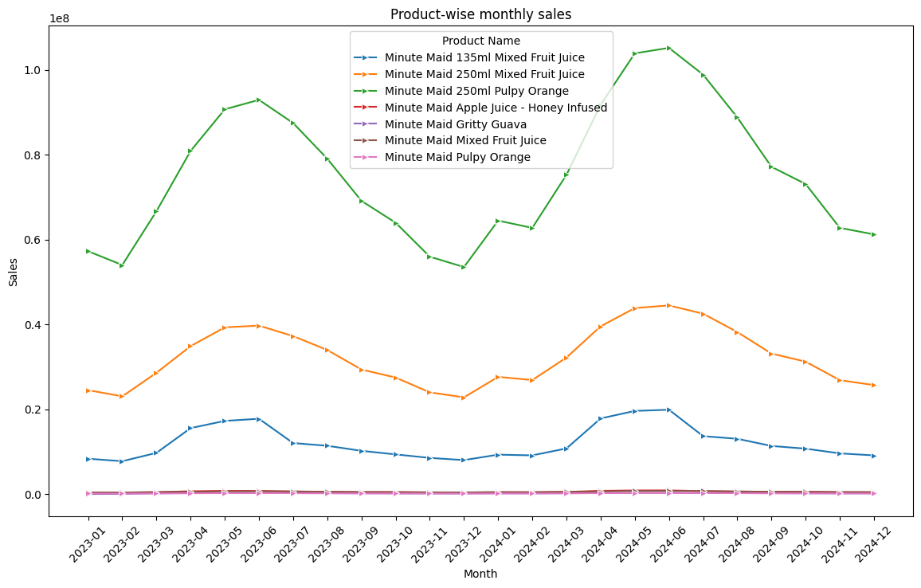 Product-wise monthly sales
1e8
Product Name
Minute Maid 135ml Mixed Fruit Juice
Minute Maid 250ml Mixed Fruit Juice
Minute Maid 250ml Pulpy Orange
Minute Maid Apple Juice - Honey Infused
Minute Maid Gritty Guava
Minute Maid Mixed Fruit Juice
Minute Maid Pulpy Orange
1.0
0.8
0.6
0.4
0.2
0.0
Sales
2023-01
2023-02
2023-03
2023-04
2023-05
2023-06
2023-07
2023-08
2023-09
2023-10
2023-11
2023-12
2024-01
2024-02
2024-03
2024-04
2024-05
2024-06
2024-07
2024-08
2024-09
2024-10
2024-11
2024-12
Month